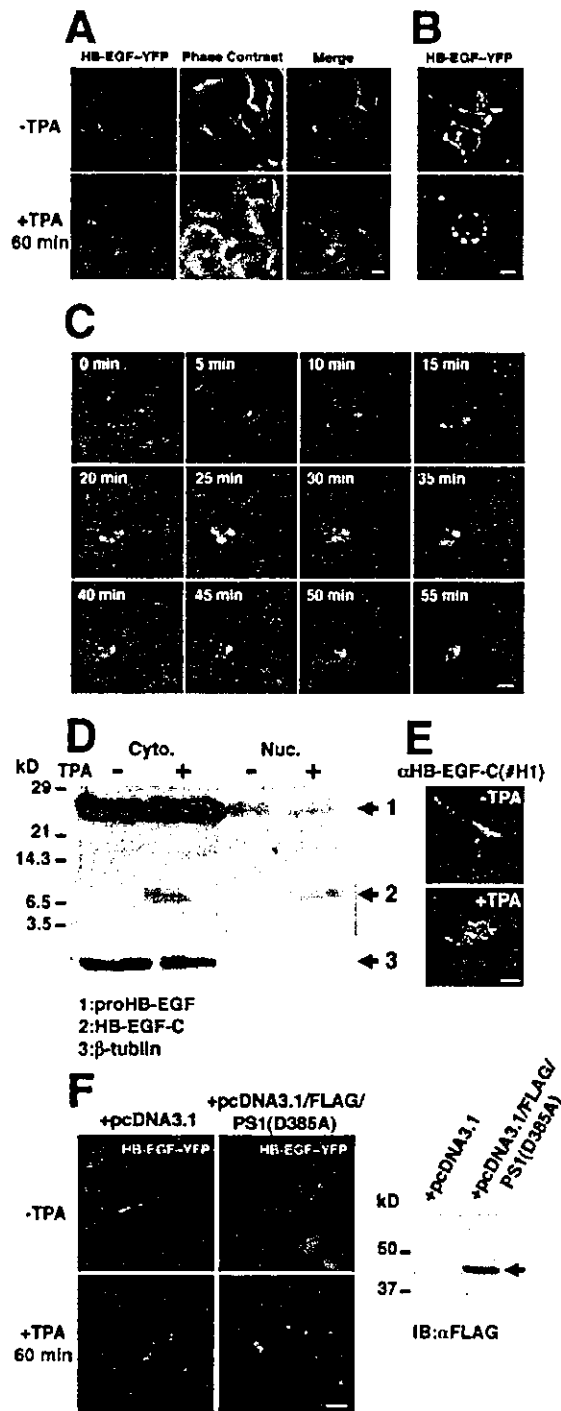 A
B
HB-EGF-YFP Phase Contrast Merge
HB-EGF-YFP
-TPA
+TPA
60 min
C
0 min 5 min 10 min 15 min
20 min 25 min 30 min 35 min
40 min 45 min 50 min 55 min
D
Cyto. Nuc.
kD TPA - + - +
29
21
14.3
6.5
3.5
1
2
3
1:proHB-EGF
2:HB-EGF-C
3:β-tublin
E
αHB-EGF-C(#H1)
-TPA
+TPA
F
+pcDNA3.1
+pcDNA3.1/FLAG/
PS1(D385A)
HB-EGF-YFP HB-EGF-YFP
-TPA
+TPA
60 min
+pcDNA3.1
+pcDNA3.1/FLAG/
PS1(D385A)
kD
50
37
IB:αFLAG